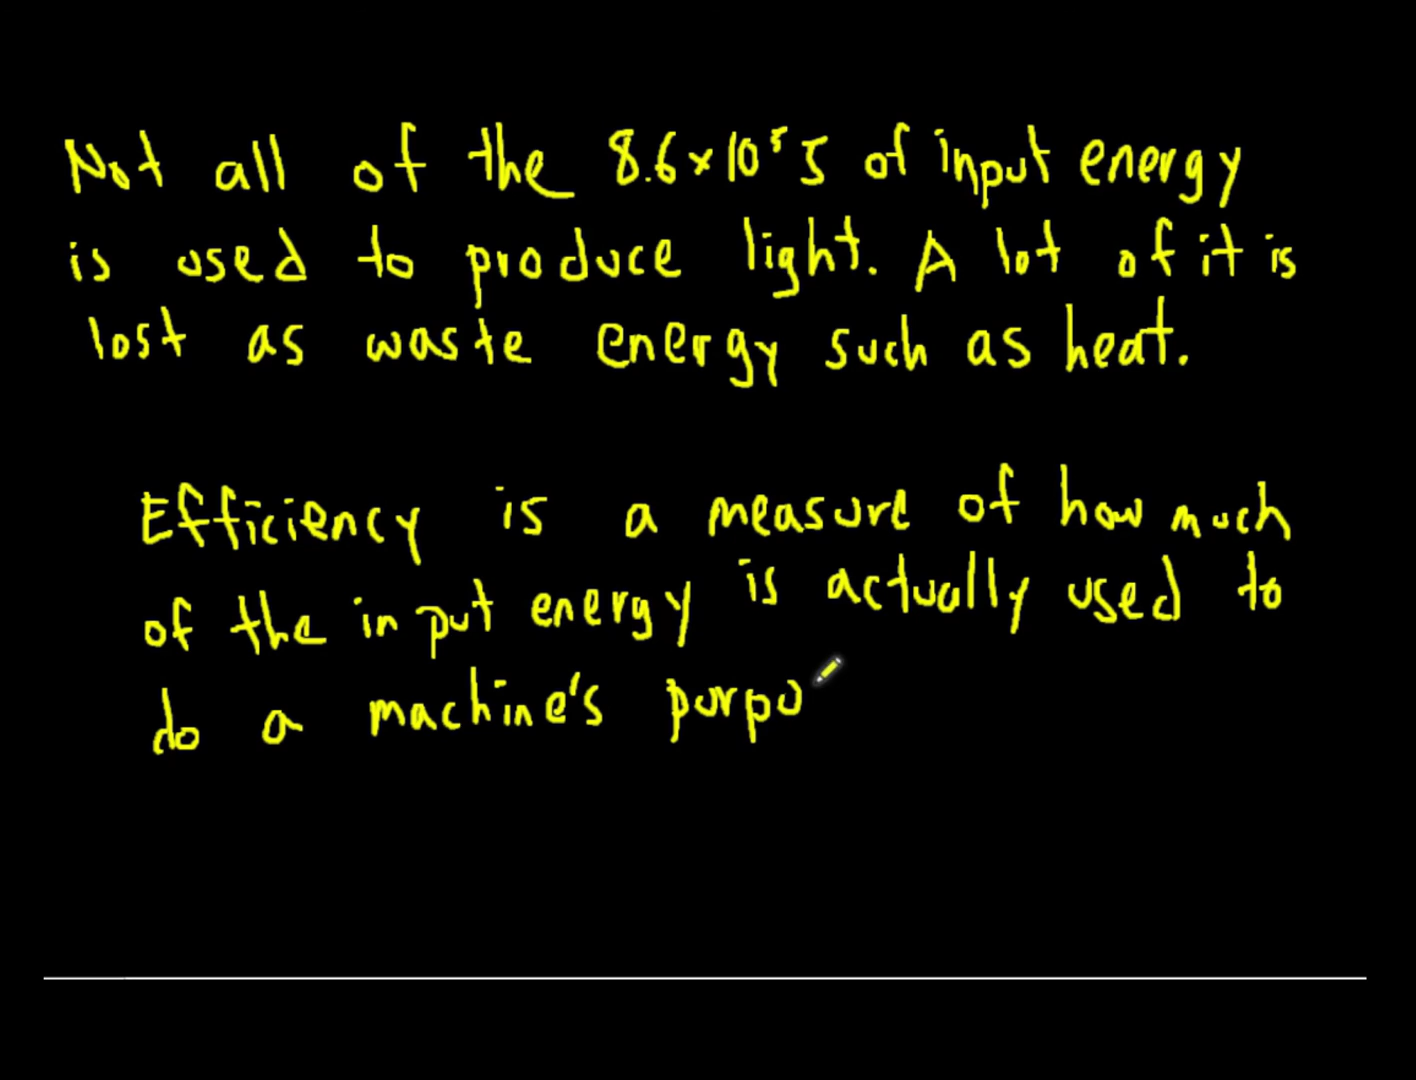 Not all of the 8.6×10⁵ J of input energy
is used to produce light. A lot of it is
lost as waste energy such as heat.
Efficiency is a measure of how much
of the input energy is actually used to
do a machine's purpo